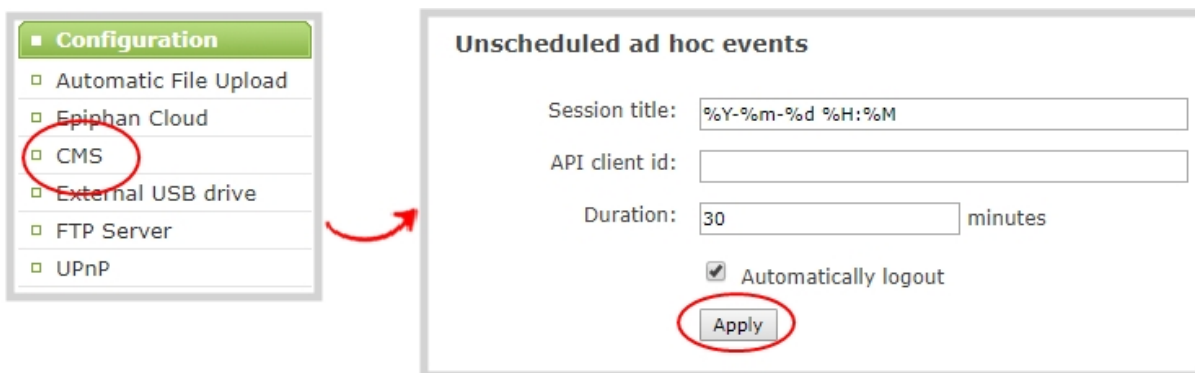 Configuration
Automatic File Upload
Epiphan Cloud
CMS
External USB drive
FTP Server
UPnP
Unscheduled ad hoc events
Session title: %Y-%m-%d %H:%M
API client id:
Duration: 30 minutes
Automatically logout
Apply